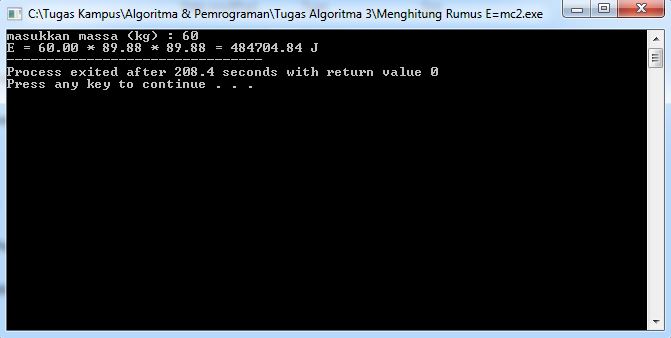 C:\Tugas Kampus\Algoritma & Pemrograman\Tugas Algoritma 3\Menghitung Rumus E=mc2.exe
masukkan massa (kg) : 60
E = 60.00 * 89.88 * 89.88 = 484704.84 J
--------------------------------
Process exited after 208.4 seconds with return value 0
Press any key to continue . . .